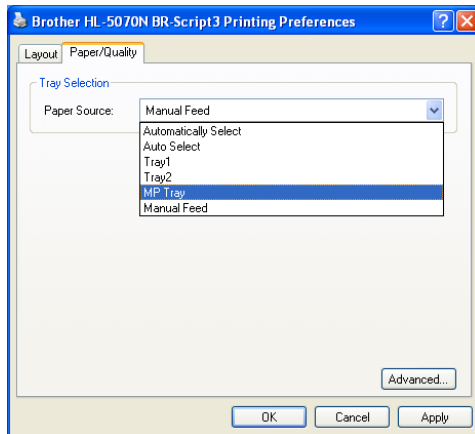 Brother HL-5070N BR-Script3 Printing Preferences
Layout Paper/Quality
Tray Selection
Paper Source: Manual Feed
Automatically Select
Auto Select
Tray1
Tray2
MP Tray
Manual Feed
Advanced...
OK Cancel Apply